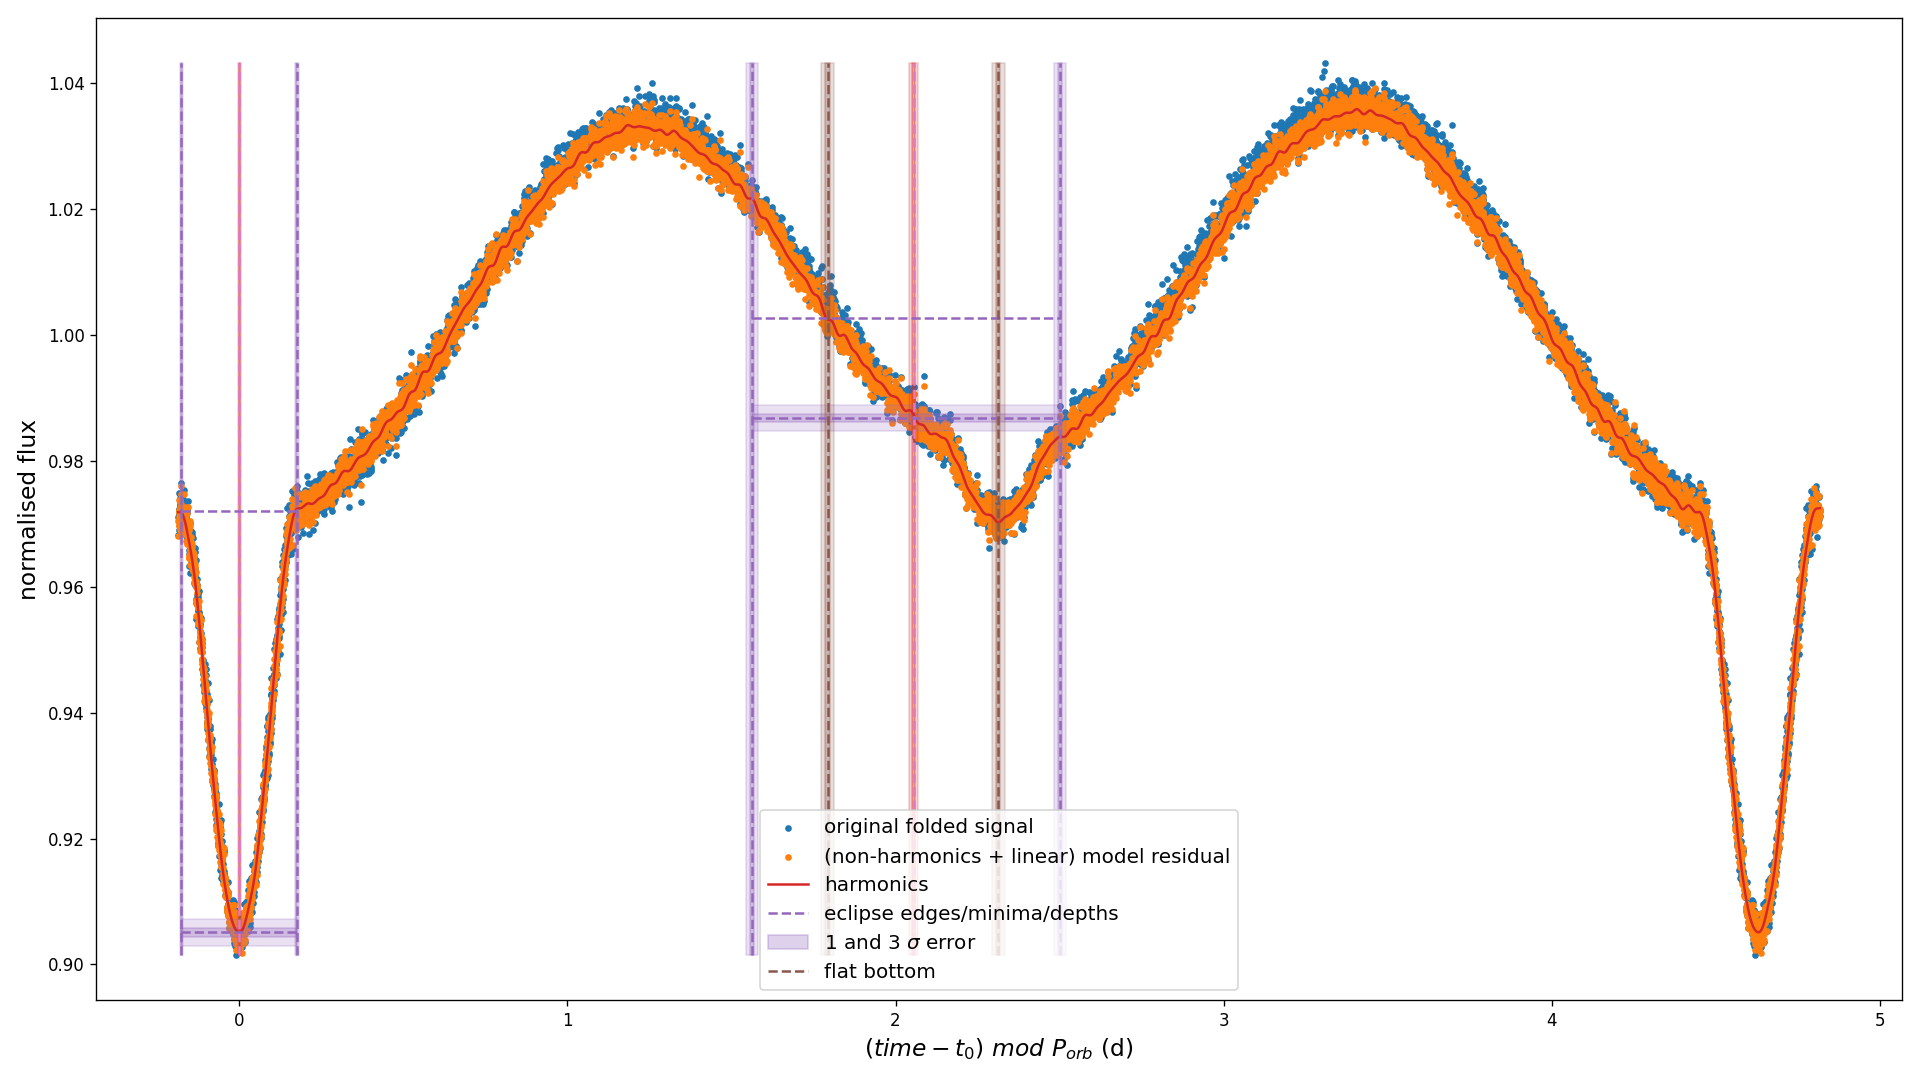 normalised flux
1.04
1.02
1.00
0.98
0.96
0.94
0.92
0.90
original folded signal
(non-harmonics + linear) model residual
harmonics
eclipse edges/minima/depths
1 and 3 σ error
flat bottom
0 1 2 3 4 5
(time − t₀) mod Pₒᵣb (d)